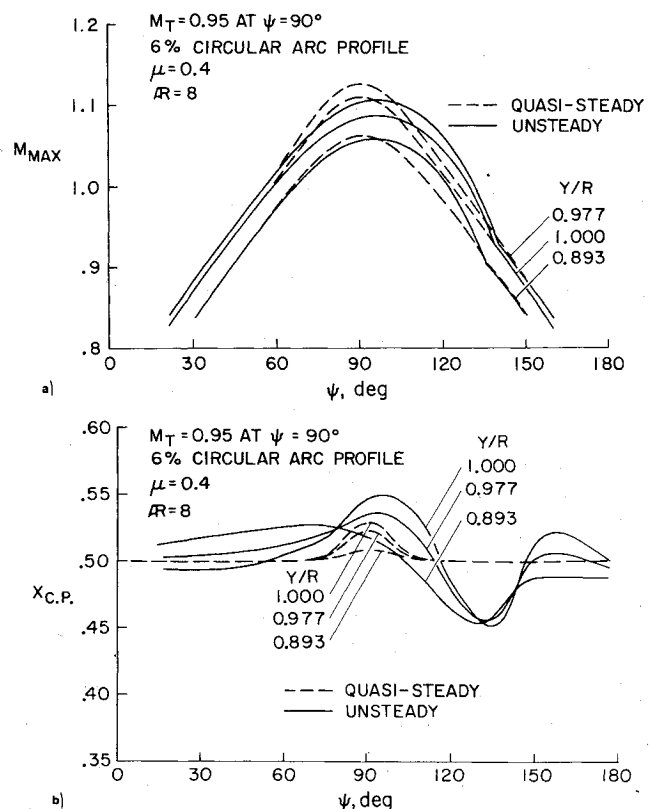 M_T = 0.95 AT ψ = 90°
6% CIRCULAR ARC PROFILE
μ = 0.4
AR = 8
--- QUASI-STEADY
— UNSTEADY
Y/R
0.977
1.000
0.893
M_MAX
1.2
1.1
1.0
.9
.8
0 30 60 90 120 150 180
ψ, deg
a)
M_T = 0.95 AT ψ = 90°
6% CIRCULAR ARC PROFILE
μ = 0.4
AR = 8
Y/R
1.000
0.977
0.893
Y/R
1.000
0.977
0.893
--- QUASI-STEADY
— UNSTEADY
X_C.P.
.60
.55
.50
.45
.40
.35
0 30 60 90 120 150 180
ψ, deg
b)